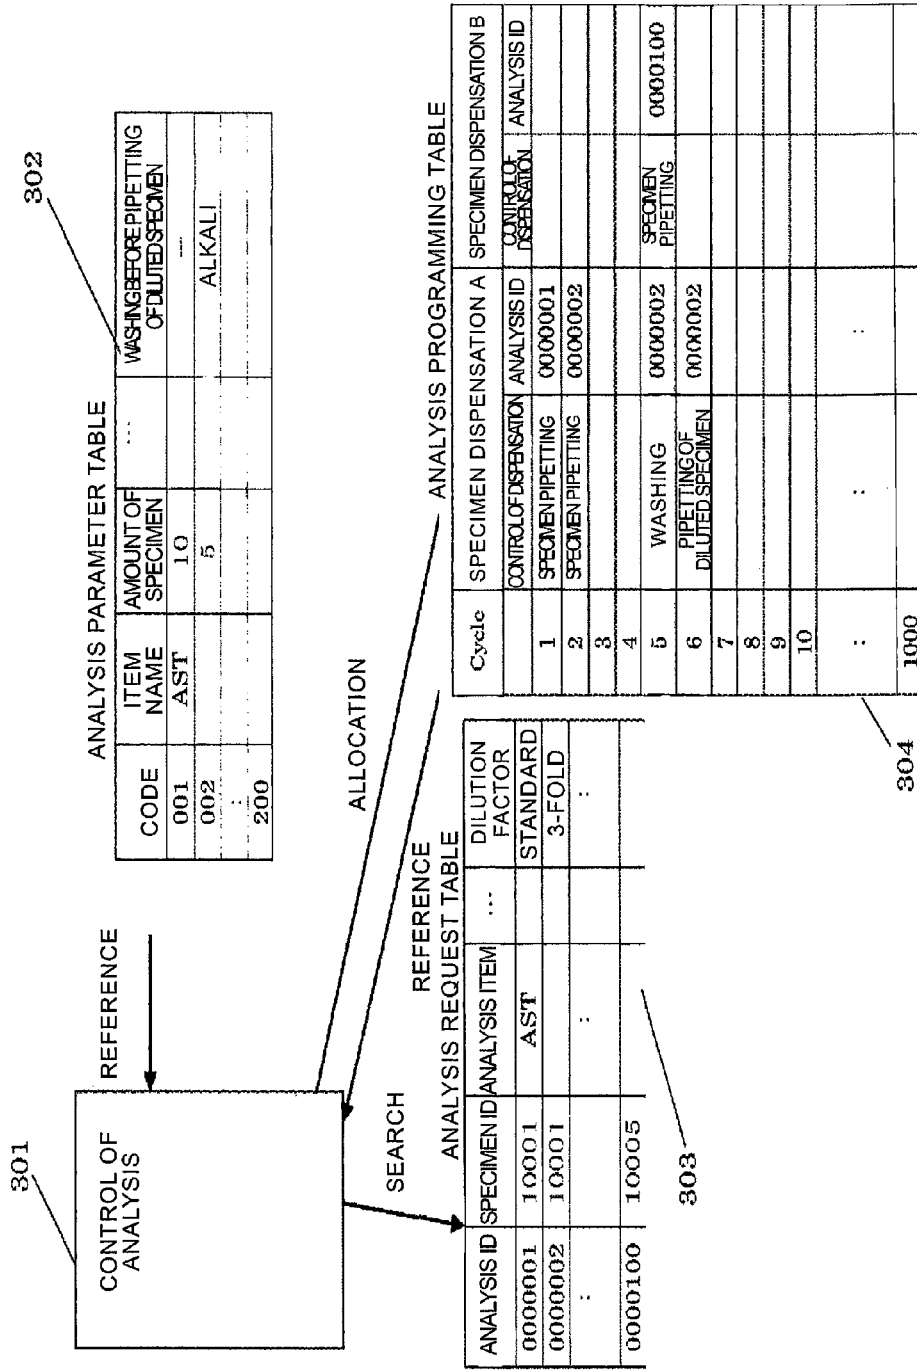 301
CONTROL OF
ANALYSIS
REFERENCE
302
ANALYSIS PARAMETER TABLE
CODE ITEM NAME AMOUNT OF SPECIMEN ... WASHING BEFORE PIPETTING OF DILUTED SPECIMEN
001 AST 10 ---
002 5 ALKALI
:
200
ALLOCATION
REFERENCE
SEARCH
ANALYSIS REQUEST TABLE
ANALYSIS ID SPECIMEN ID ANALYSIS ITEM ... DILUTION FACTOR
0000001 10001 AST STANDARD
0000002 10001 3-FOLD
: : :
0000100 10005
303
ANALYSIS PROGRAMMING TABLE
Cycle SPECIMEN DISPENSATION A SPECIMEN DISPENSATION B
CONTROL OF DISPENSATION ANALYSIS ID CONTROL OF DISPENSATION ANALYSIS ID
1 SPECIMEN PIPETTING 0000001
2 SPECIMEN PIPETTING 0000002
3
4
5 WASHING 0000002 SPECIMEN PIPETTING 0000100
6 PIPETTING OF DILUTED SPECIMEN 0000002
7
8
9
10
: : :
1000
304